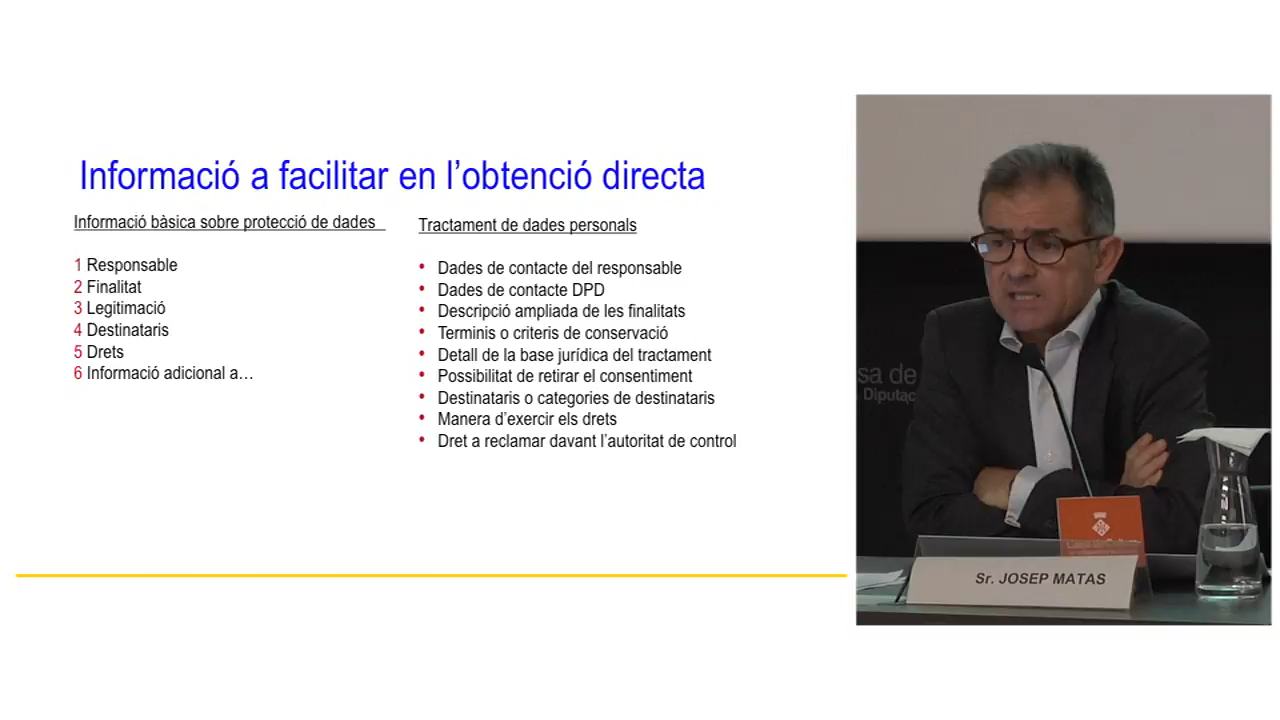 Informació a facilitar en l'obtenció directa
Informació bàsica sobre protecció de dades
1 Responsable
2 Finalitat
3 Legitimació
4 Destinataris
5 Drets
6 Informació adicional a…
Tractament de dades personals
• Dades de contacte del responsable
• Dades de contacte DPD
• Descripció ampliada de les finalitats
• Terminis o criteris de conservació
• Detall de la base jurídica del tractament
• Possibilitat de retirar el consentiment
• Destinataris o categories de destinataris
• Manera d'exercir els drets
• Dret a reclamar davant l'autoritat de control
sa de
Diputac
Sr. JOSEP MATAS